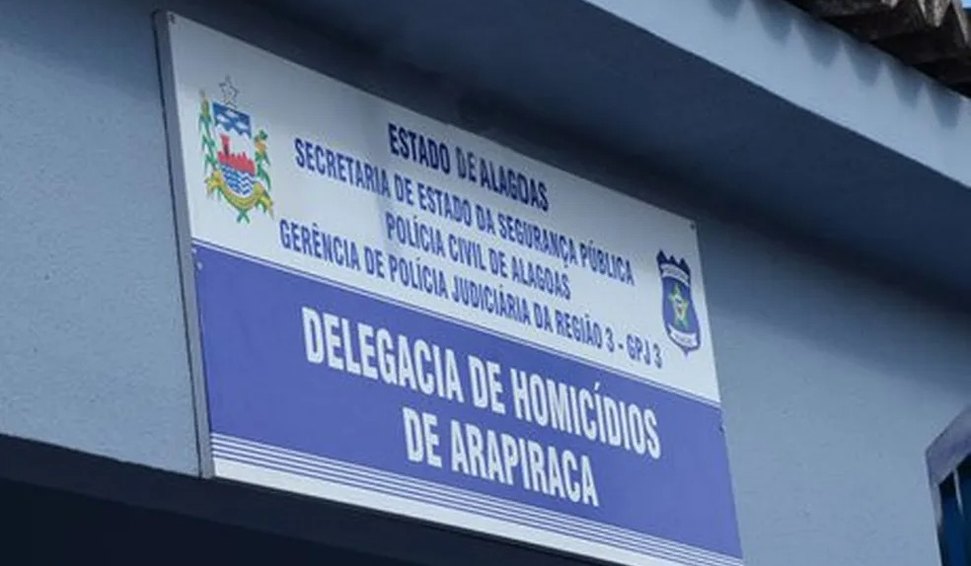 ESTADO DE ALAGOAS
SECRETARIA DE ESTADO DA SEGURANÇA PÚBLICA
POLÍCIA CIVIL DE ALAGOAS
GERÊNCIA DE POLÍCIA JUDICIÁRIA DA REGIÃO 3 - GPJ 3
DELEGACIA DE HOMICÍDIOS
DE ARAPIRACA